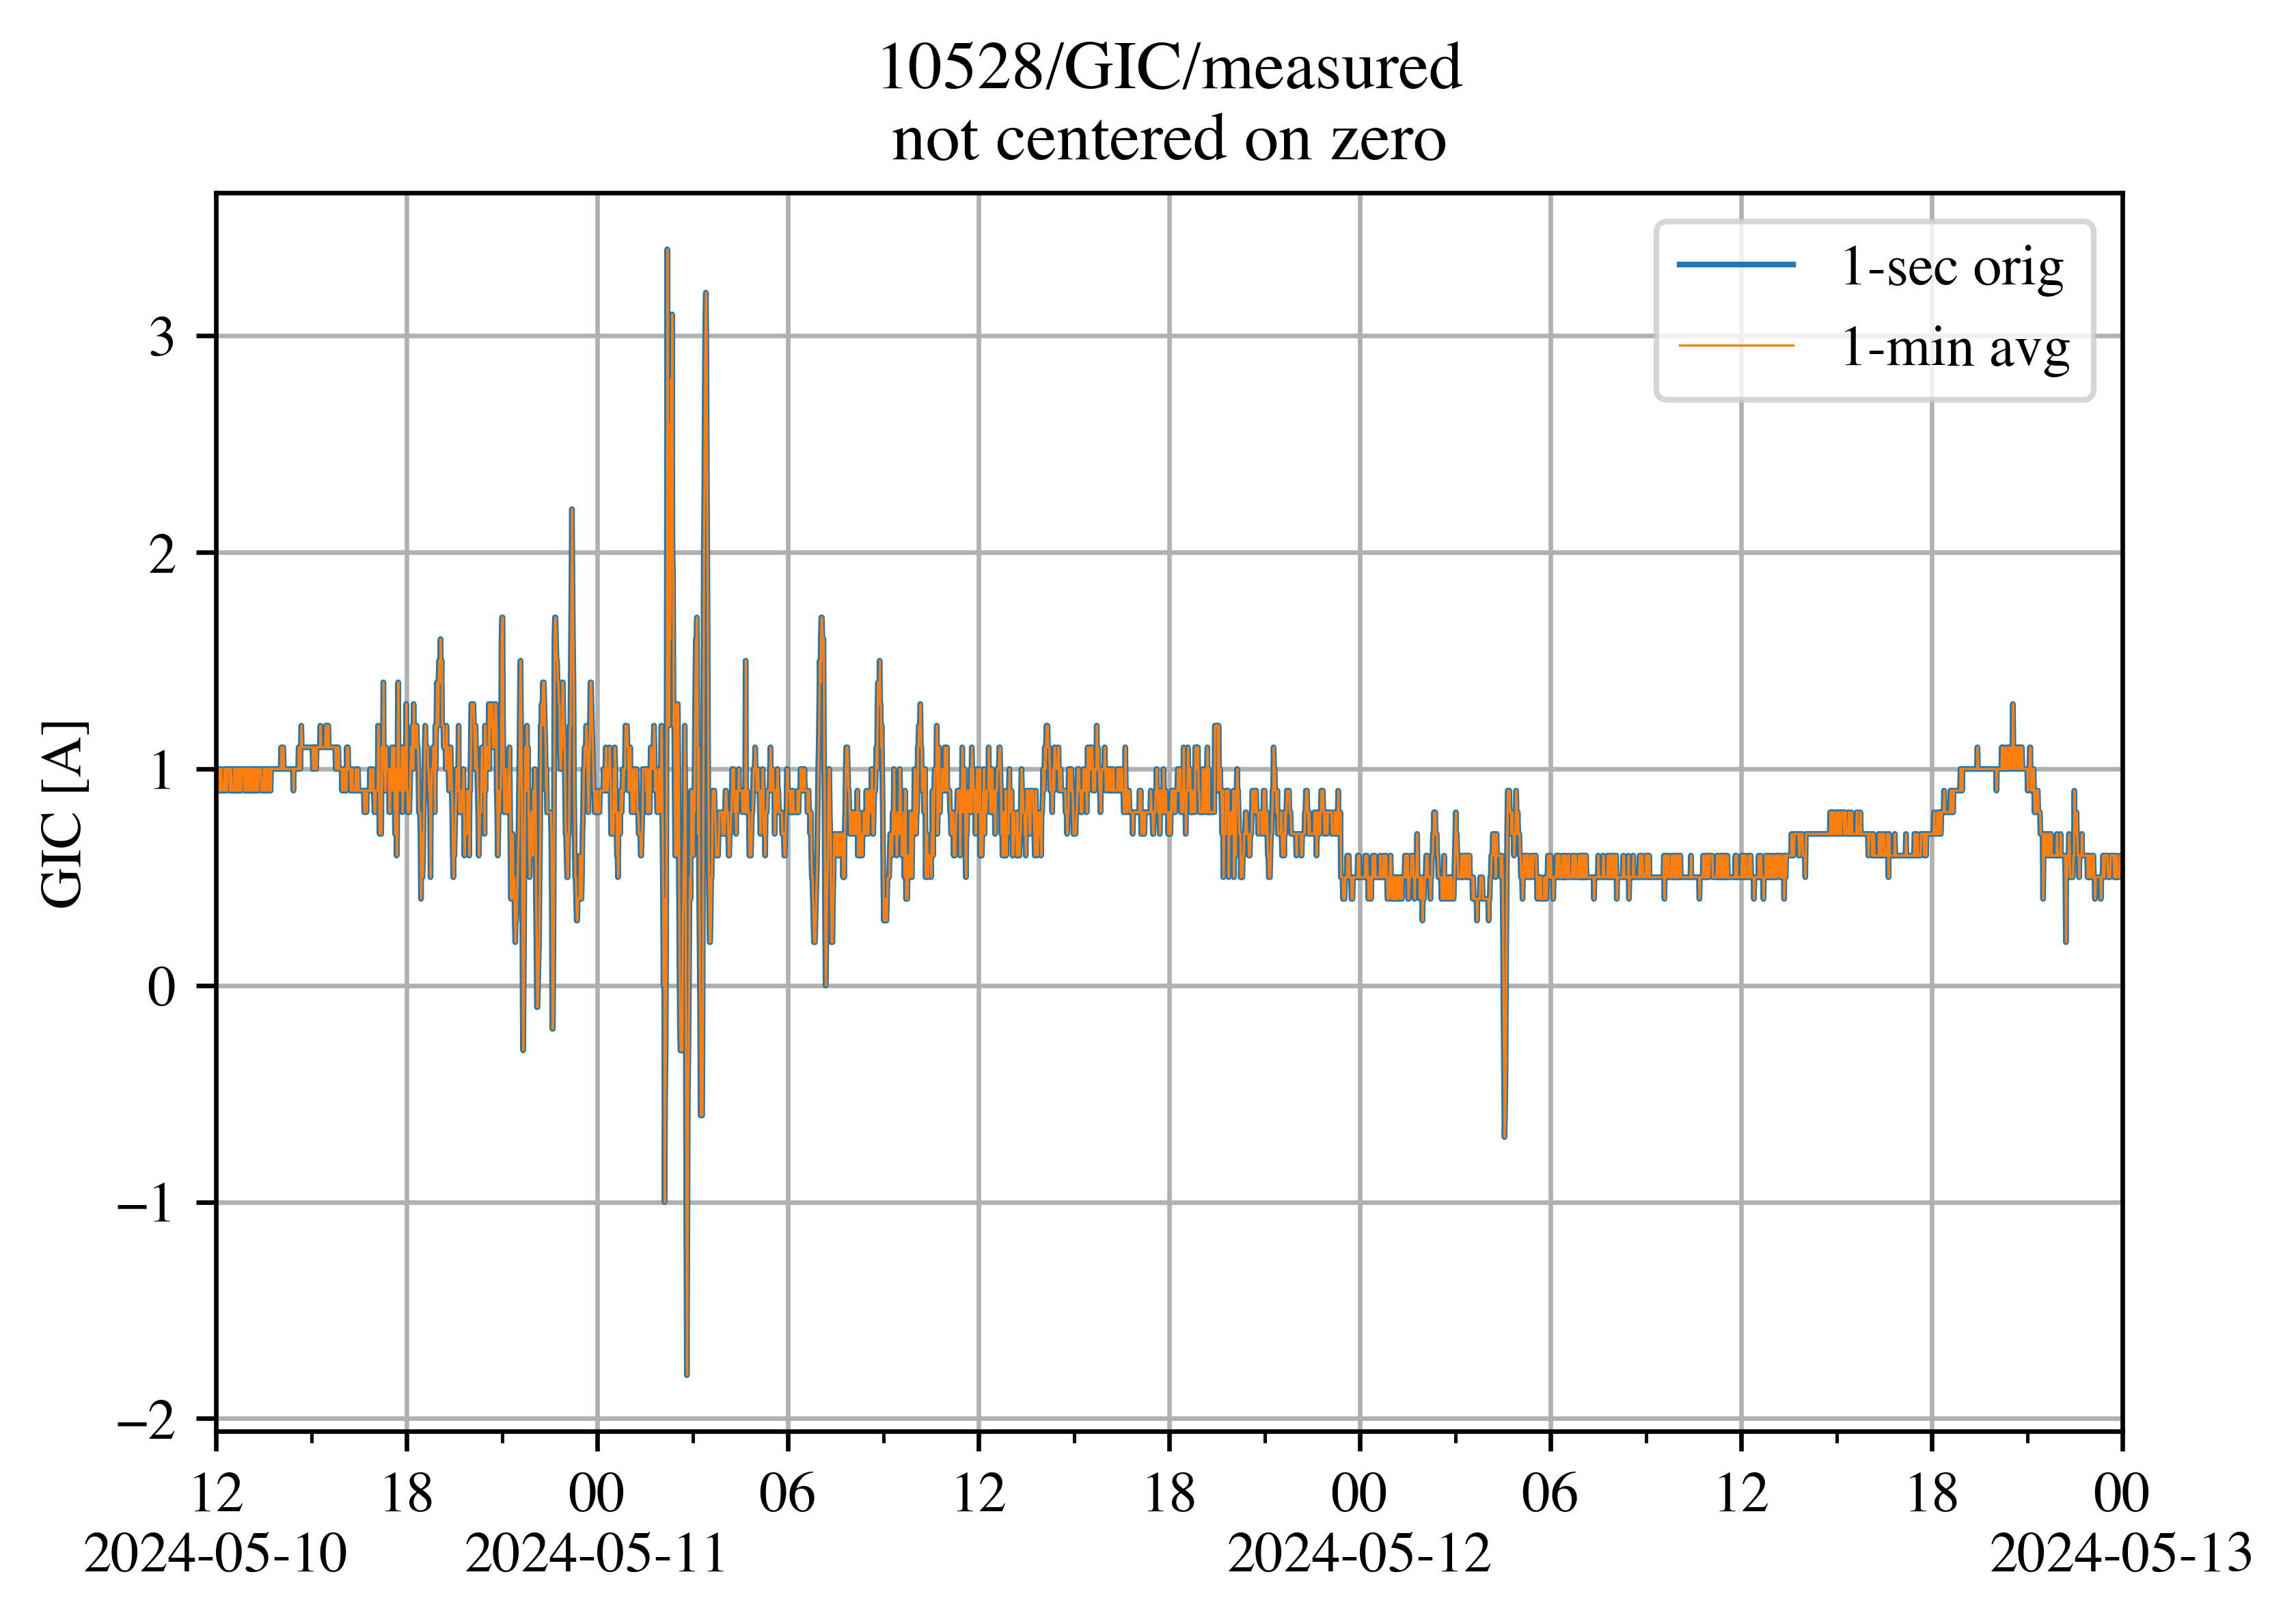 10528/GIC/measured
not centered on zero
1-sec orig
1-min avg
GIC [A]
3
2
1
0
−1
−2
12 18 00 06 12 18 00 06 12 18 00
2024-05-10 2024-05-11 2024-05-12 2024-05-13